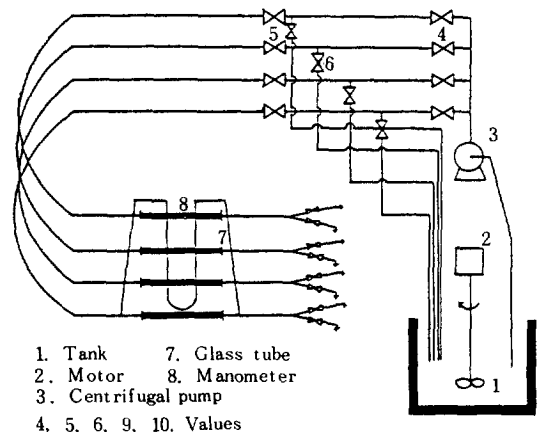 5
4
6
3
8
7
2
1
1. Tank 7. Glass tube
2. Motor 8. Manometer
3. Centrifugal pump
4, 5, 6, 9, 10. Values